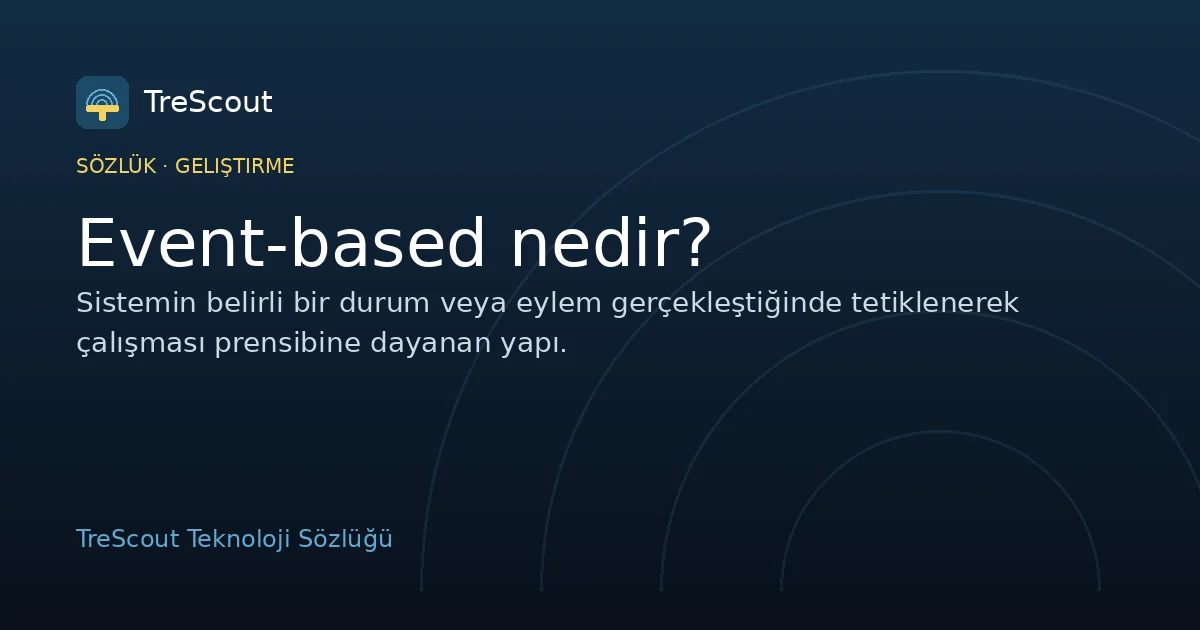 TreScout
SÖZLÜK · GELIŞTIRME
Event-based nedir?
Sistemin belirli bir durum veya eylem gerçekleştiğinde tetiklenerek
çalışması prensibine dayanan yapı.
TreScout Teknoloji Sözlüğü